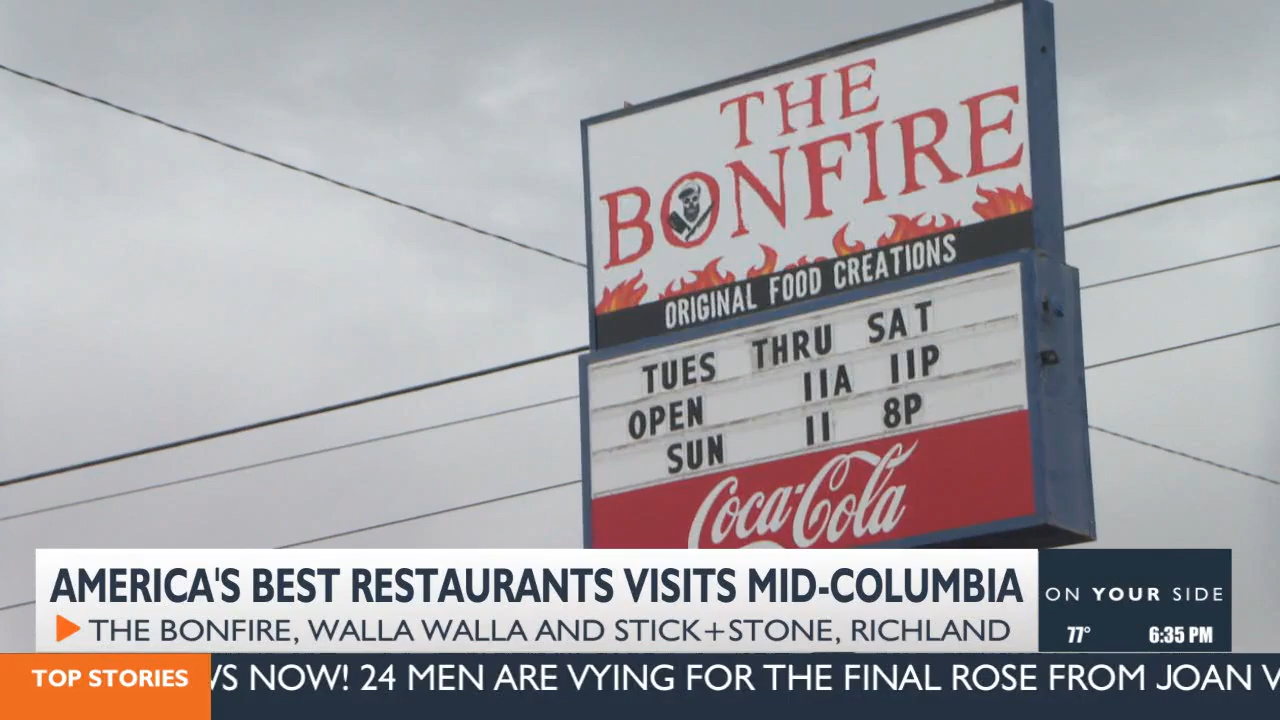 THE
BONFIRE
ORIGINAL FOOD CREATIONS
TUES THRU SAT
OPEN 11A 11P
SUN 11 8P
Coca-Cola
AMERICA'S BEST RESTAURANTS VISITS MID-COLUMBIA
THE BONFIRE, WALLA WALLA AND STICK+STONE, RICHLAND
ON YOUR SIDE
77° 6:35 PM
TOP STORIES
NOW! 24 MEN ARE VYING FOR THE FINAL ROSE FROM JOAN